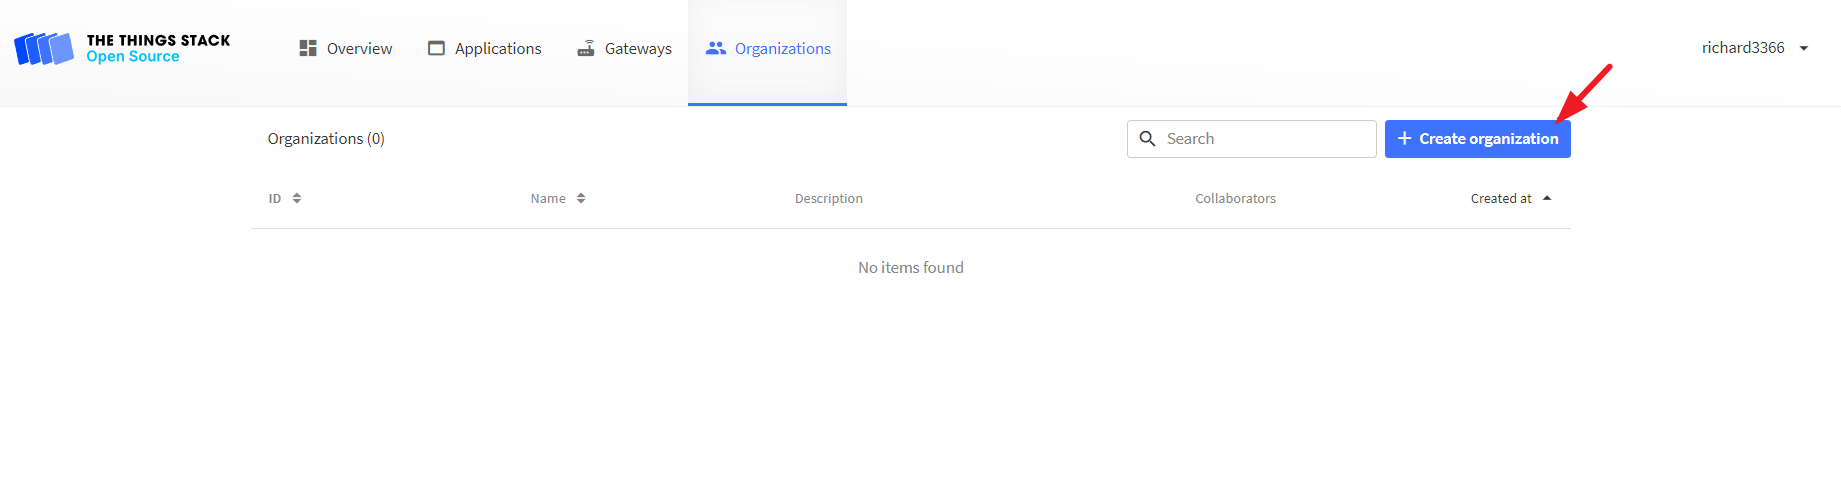 THE THINGS STACK
Open Source
Overview
Applications
Gateways
Organizations
richard3366
Organizations (0)
Search
+ Create organization
ID
Name
Description
Collaborators
Created at
No items found